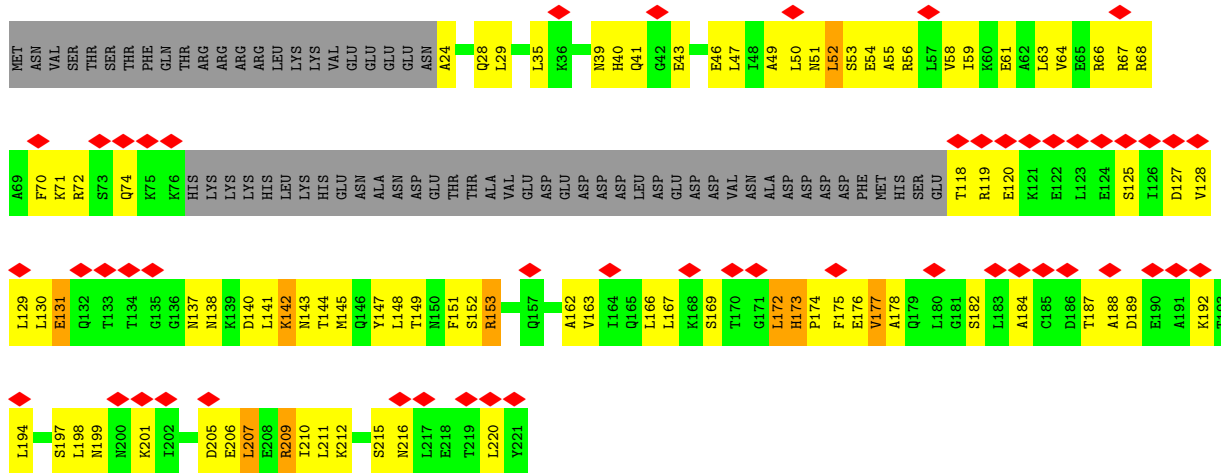 MET ASN VAL SER THR SER THR PHE GLN THR ARG ARG ARG ARG LEU LYS LYS VAL GLU GLU GLU GLU ASN A24 Q28 L29 L35 K36 N39 H40 Q41 G42 E43 E46 L47 I48 A49 L50 N51 L52 S53 E54 A55 R56 L57 V58 I59 K60 E61 A62 L63 V64 E65 R66 R67 R68
A69 F70 K71 R72 S73 Q74 K75 K76 HIS LYS LYS LYS HIS LEU LYS HIS GLU ASN ALA ASN ASP GLU THR THR ALA VAL GLU ASP GLU ASP ASP ASP LEU ASP GLU ASP ASP VAL ASN ALA ASP ASP ASP ASP PHE MET HIS SER GLU T118 R119 E120 K121 E122 L123 E124 S125 I126 D127 V128
L129 L130 E131 Q132 T133 T134 G135 G136 N137 N138 K139 D140 L141 K142 N143 T144 M145 Q146 Y147 L148 T149 N150 F151 S152 R153 Q157 A162 V163 I164 Q165 L166 L167 K168 S169 T170 G171 L172 H173 P174 F175 E176 V177 A178 Q179 L180 G181 S182 L183 A184 C185 D186 T187 A188 D189 E190 A191 K192
L194 S197 L198 N199 N200 K201 I202 D205 E206 L207 E208 R209 I210 L211 K212 S215 N216 L217 E218 T219 L220 Y221